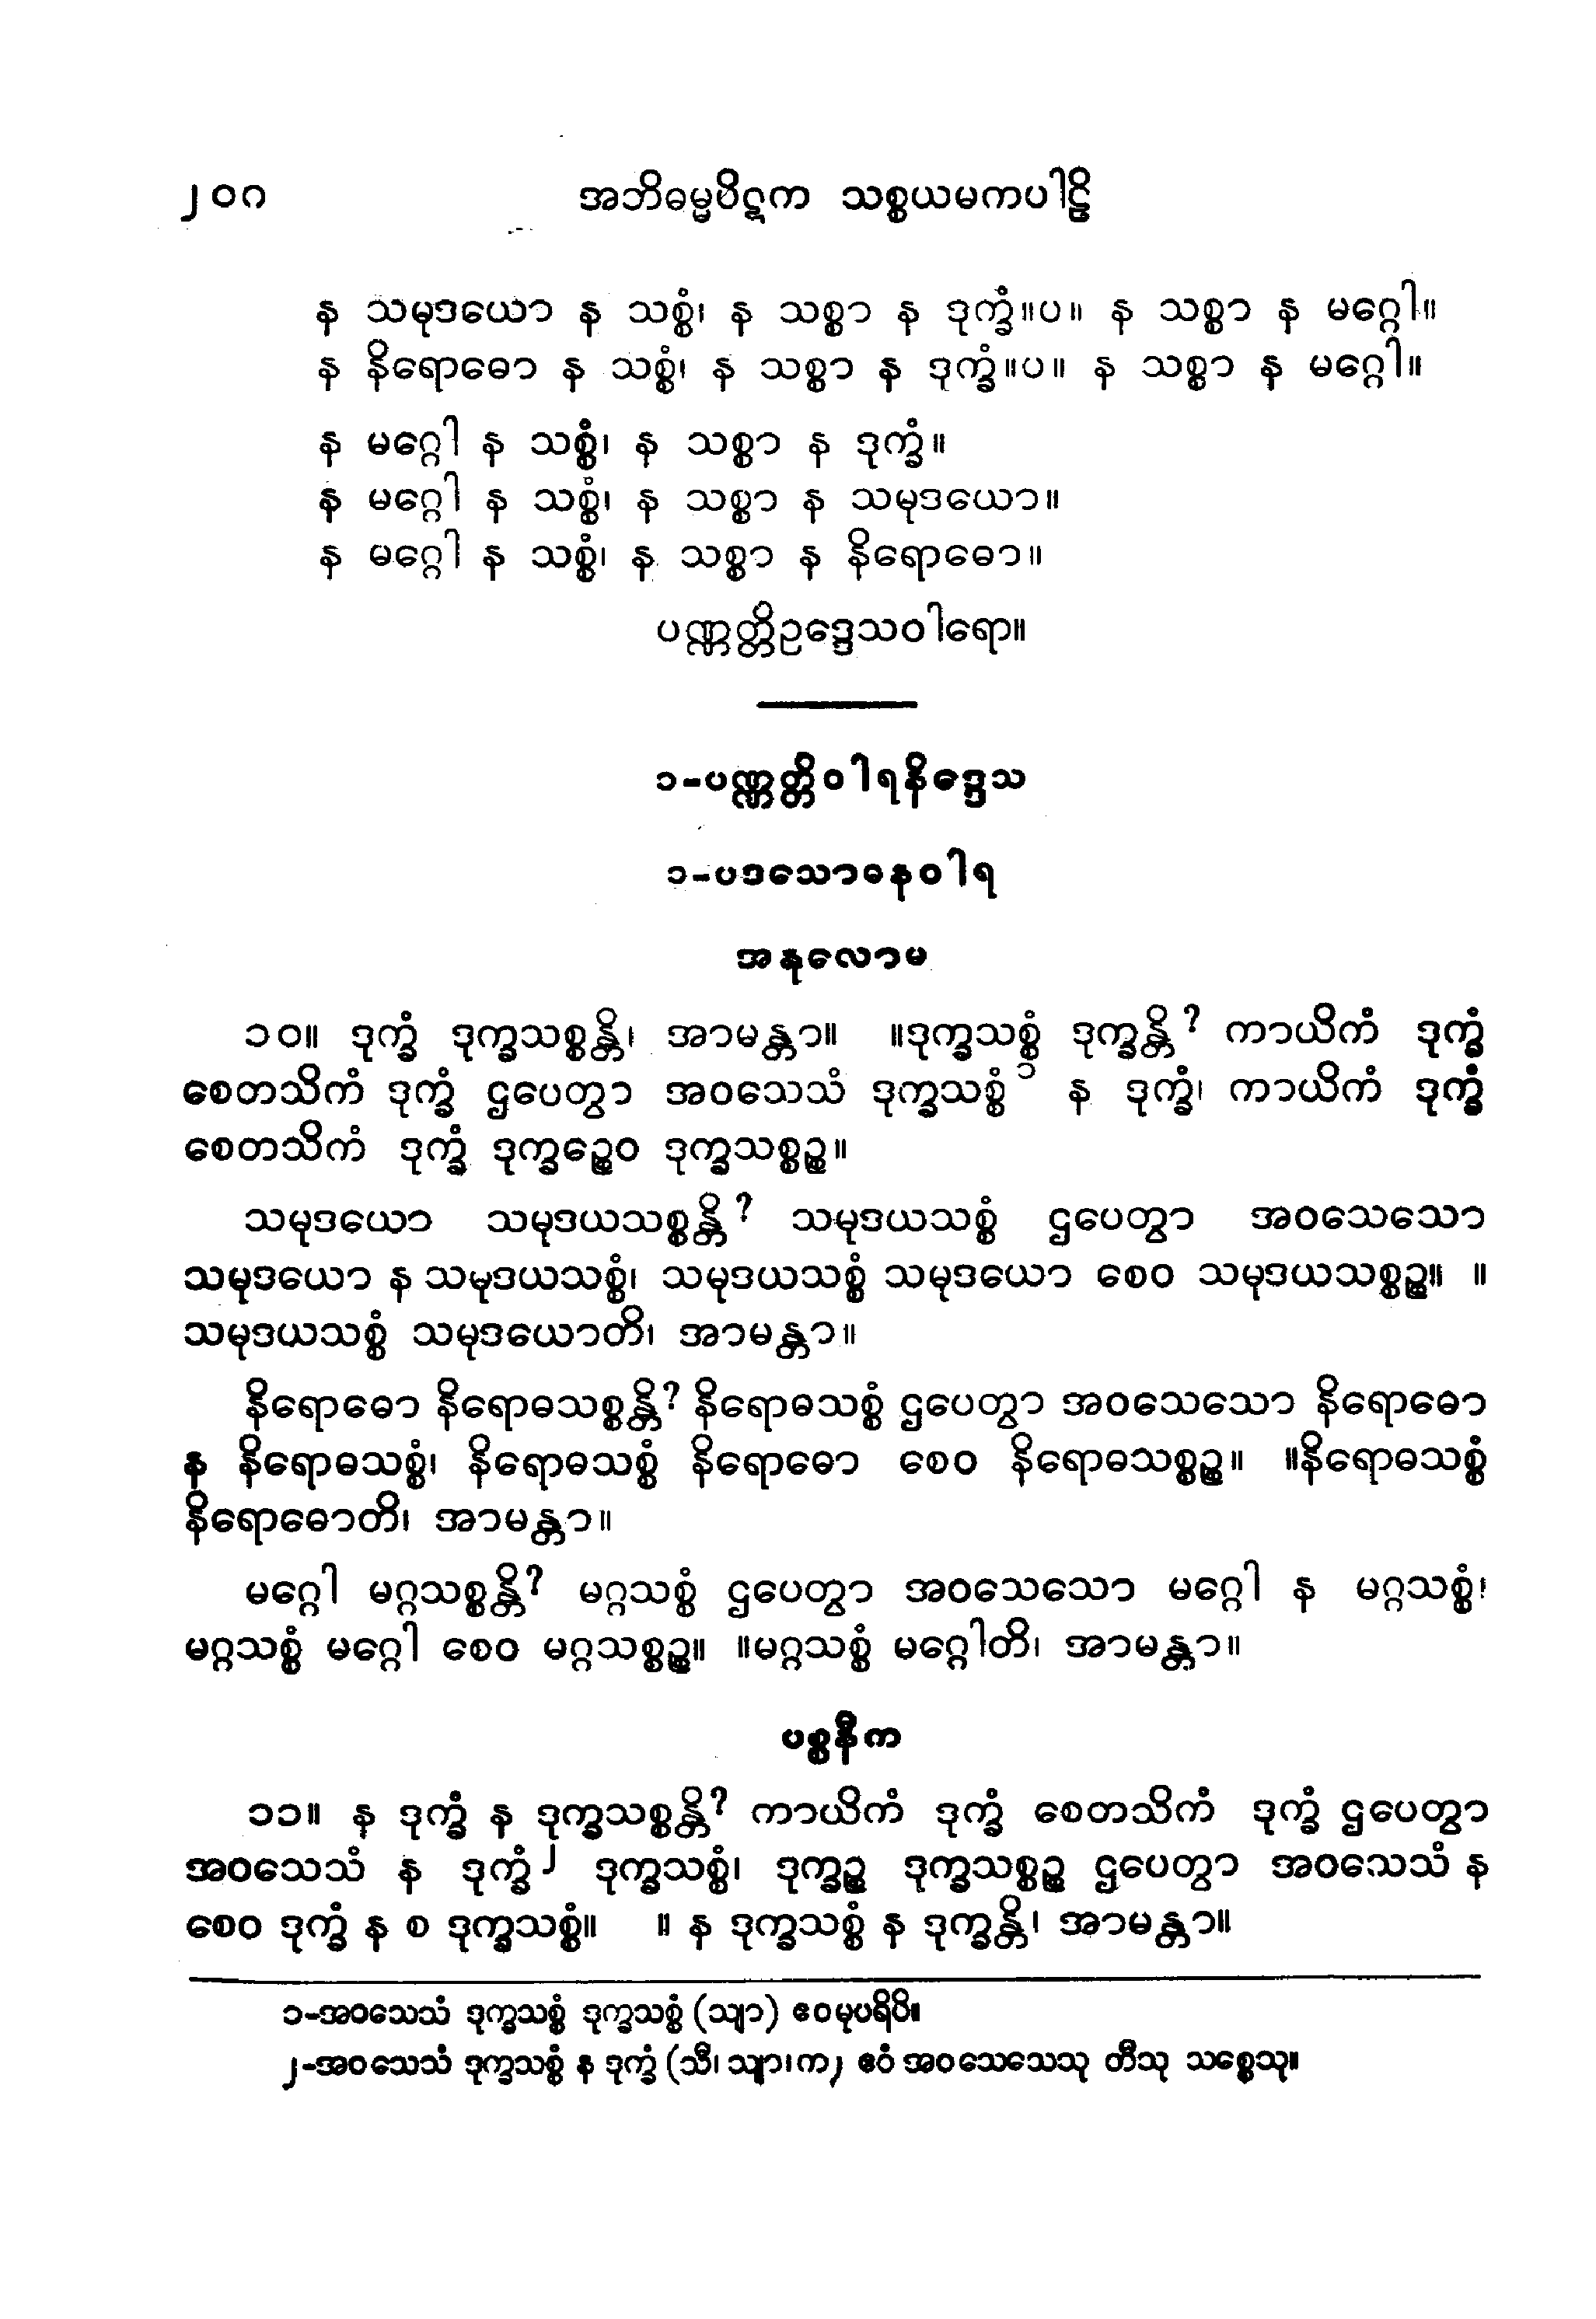 ၂၀ဂ အဘိဓမ္မပိဋက သစ္စယမကပါဠိ
န သမုဒယော န သစ္စံ၊ န သစ္စာ န ဒုက္ခံ။ပ။ န သစ္စာ န မဂ္ဂေါ။
န နိရောဓော န သစ္စံ၊ န သစ္စာ န ဒုက္ခံ။ပ။ န သစ္စာ န မဂ္ဂေါ။
န မဂ္ဂေါ န သစ္စံ၊ န သစ္စာ န ဒုက္ခံ။
န မဂ္ဂေါ န သစ္စံ၊ န သစ္စာ န သမုဒယော။
န မဂ္ဂေါ န သစ္စံ၊ န သစ္စာ န နိရောဓော။
ပဏ္ဏတ္တိဥဒ္ဒေသဝါရော။
၁-ပဏ္ဏတ္တိဝါရနိဒ္ဒေသ
၁-ပဒသောဓနဝါရ
အနုလောမ
၁၀။ ဒုက္ခံ ဒုက္ခသစ္စန္တိ၊ အာမန္တာ။ ။ဒုက္ခသစ္စံ ဒုက္ခန္တိ? ကာယိကံ ဒုက္ခံ
စေတသိကံ ဒုက္ခံ ဌပေတွာ အဝသေသံ ဒုက္ခသစ္စံ ၁ န ဒုက္ခံ၊ ကာယိကံ ဒုက္ခံ
စေတသိကံ ဒုက္ခံ ဒုက္ခဉ္စေဝ ဒုက္ခသစ္စဉ္စ။
သမုဒယော သမုဒယသစ္စန္တိ? သမုဒယသစ္စံ ဌပေတွာ အဝသေသော
သမုဒယော န သမုဒယသစ္စံ၊ သမုဒယသစ္စံ သမုဒယော စေဝ သမုဒယသစ္စဉ္စ။ ။
သမုဒယသစ္စံ သမုဒယောတိ၊ အာမန္တာ။
နိရောဓော နိရောဓသစ္စန္တိ? နိရောဓသစ္စံ ဌပေတွာ အဝသေသော နိရောဓော
န နိရောဓသစ္စံ၊ နိရောဓသစ္စံ နိရောဓော စေဝ နိရောဓသစ္စဉ္စ။ ။နိရောဓသစ္စံ
နိရောဓောတိ၊ အာမန္တာ။
မဂ္ဂေါ မဂ္ဂသစ္စန္တိ? မဂ္ဂသစ္စံ ဌပေတွာ အဝသေသော မဂ္ဂေါ န မဂ္ဂသစ္စံ၊
မဂ္ဂသစ္စံ မဂ္ဂေါ စေဝ မဂ္ဂသစ္စဉ္စ။ ။မဂ္ဂသစ္စံ မဂ္ဂေါတိ၊ အာမန္တာ။
ပစ္စနီက
၁၁။ န ဒုက္ခံ န ဒုက္ခသစ္စန္တိ? ကာယိကံ ဒုက္ခံ စေတသိကံ ဒုက္ခံ ဌပေတွာ
အဝသေသံ န ဒုက္ခံ ၂ ဒုက္ခသစ္စံ၊ ဒုက္ခဉ္စ ဒုက္ခသစ္စဉ္စ ဌပေတွာ အဝသေသံ န
စေဝ ဒုက္ခံ န စ ဒုက္ခသစ္စံ။ ။ န ဒုက္ခသစ္စံ န ဒုက္ခန္တိ၊ အာမန္တာ။
၁-အဝသေသံ ဒုက္ခသစ္စံ ဒုက္ခသစ္စံ (သျာ) ဧဝမုပရိပိ။
၂-အဝသေသံ ဒုက္ခသစ္စံ န ဒုက္ခံ (သီ၊ သျာ၊က) ဧဝံ အဝသေသေသု တီသု သစ္စေသု။